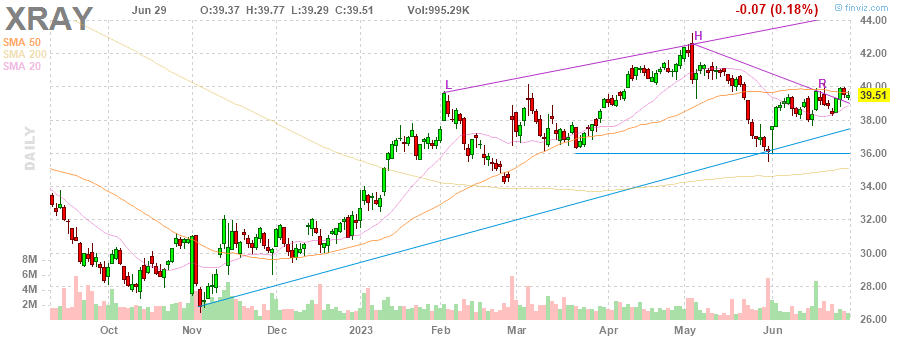 XRAY Jun 29 O:39.37 H:39.77 L:39.29 C:39.51 Vol:995.29K -0.07 (0.18%) © finviz.com
SMA 50
SMA 200
SMA 20
DAILY
L
H
R
44.00
42.00
40.00
39.51
38.00
36.00
34.00
32.00
30.00
28.00
26.00
8M
6M
4M
2M
Oct Nov Dec 2023 Feb Mar Apr May Jun